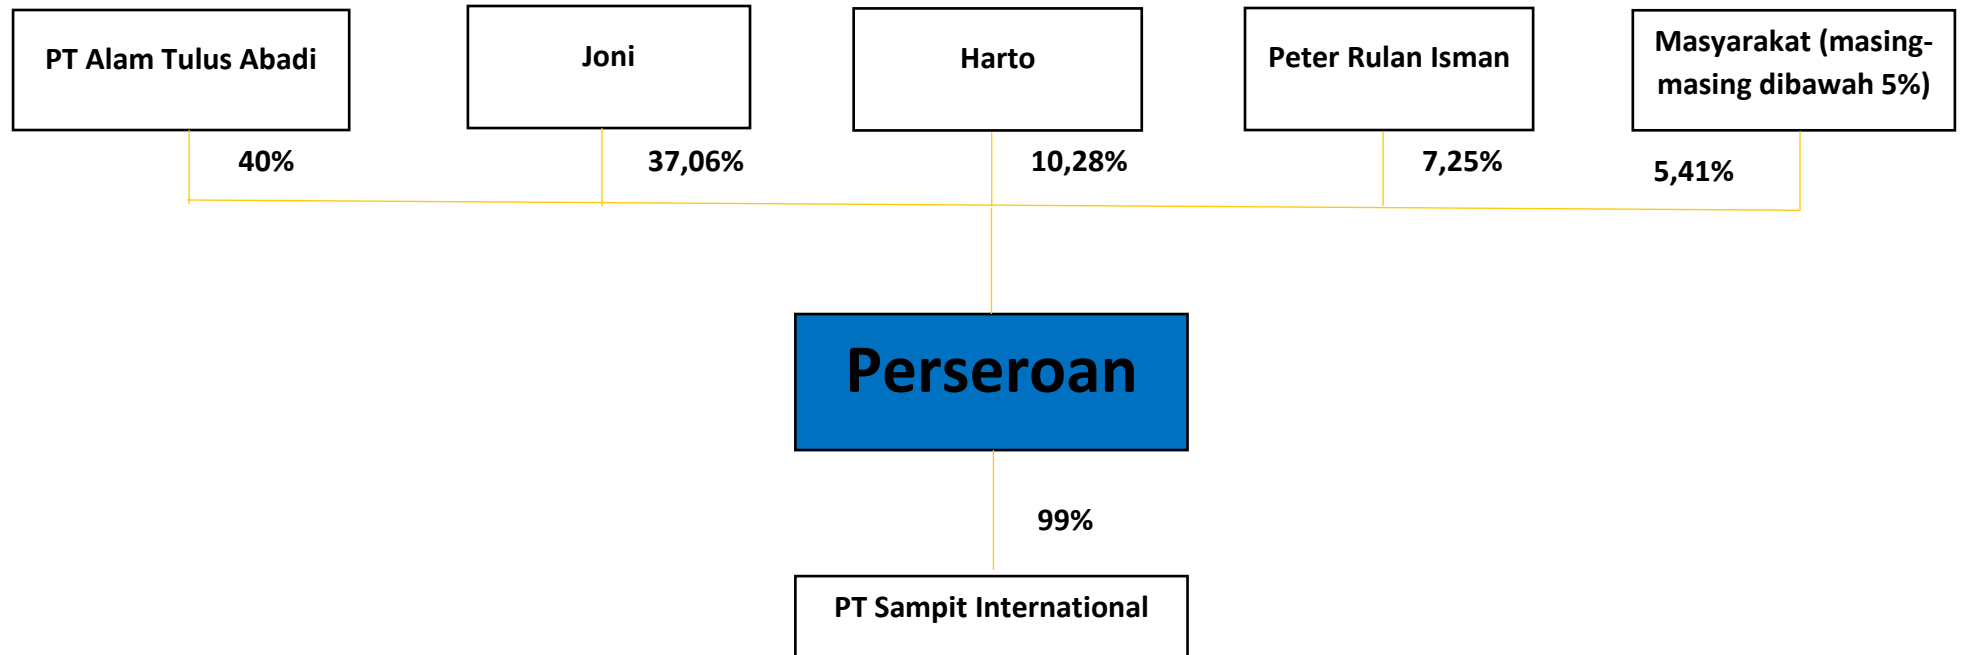 PT Alam Tulus Abadi
Joni
Harto
Peter Rulan Isman
Masyarakat (masing-
masing dibawah 5%)
40%
37,06%
10,28%
7,25%
5,41%
Perseroan
99%
PT Sampit International